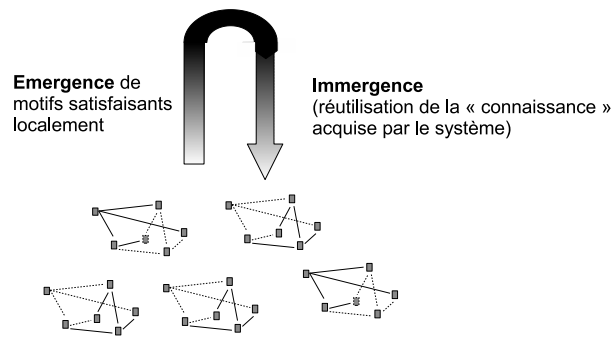 Emergence de
motifs satisfaisants
localement
Immergence
(réutilisation de la « connaissance »
acquise par le système)